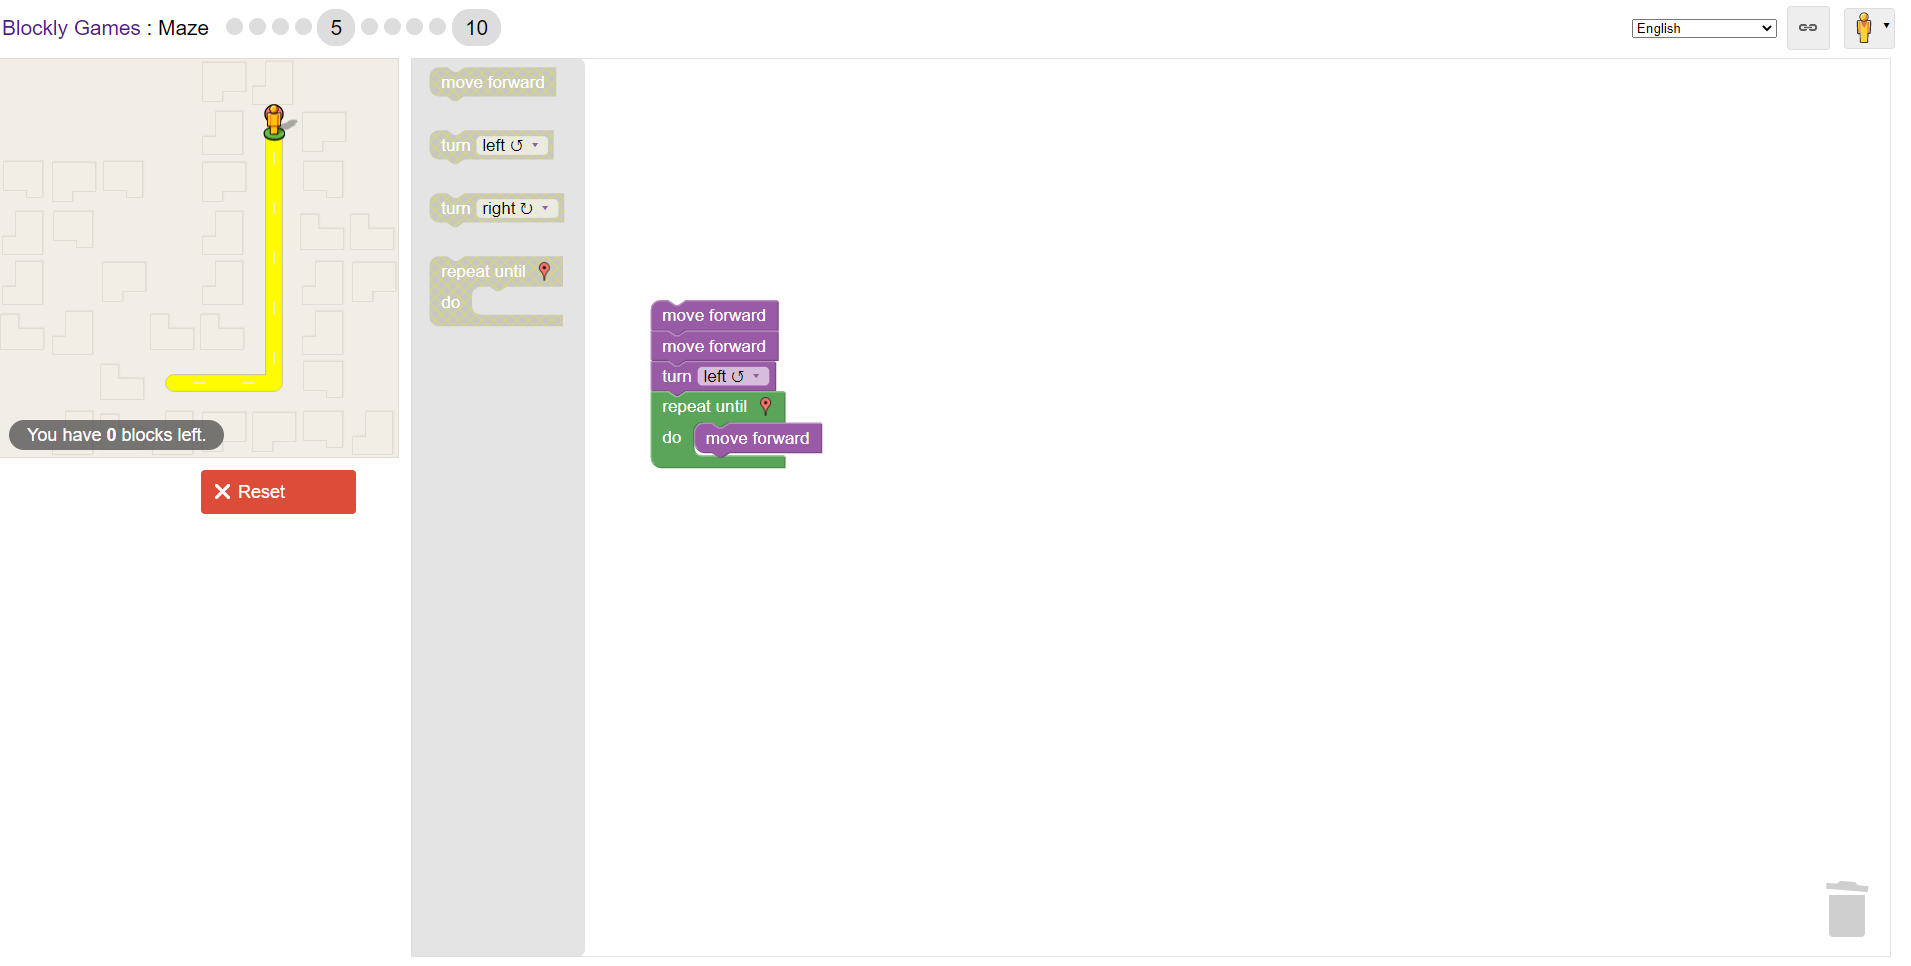 Blockly Games : Maze 5 10
English
move forward
turn left ↺
turn right ↻
repeat until
do
move forward
move forward
turn left ↺
repeat until
do move forward
You have 0 blocks left.
Reset